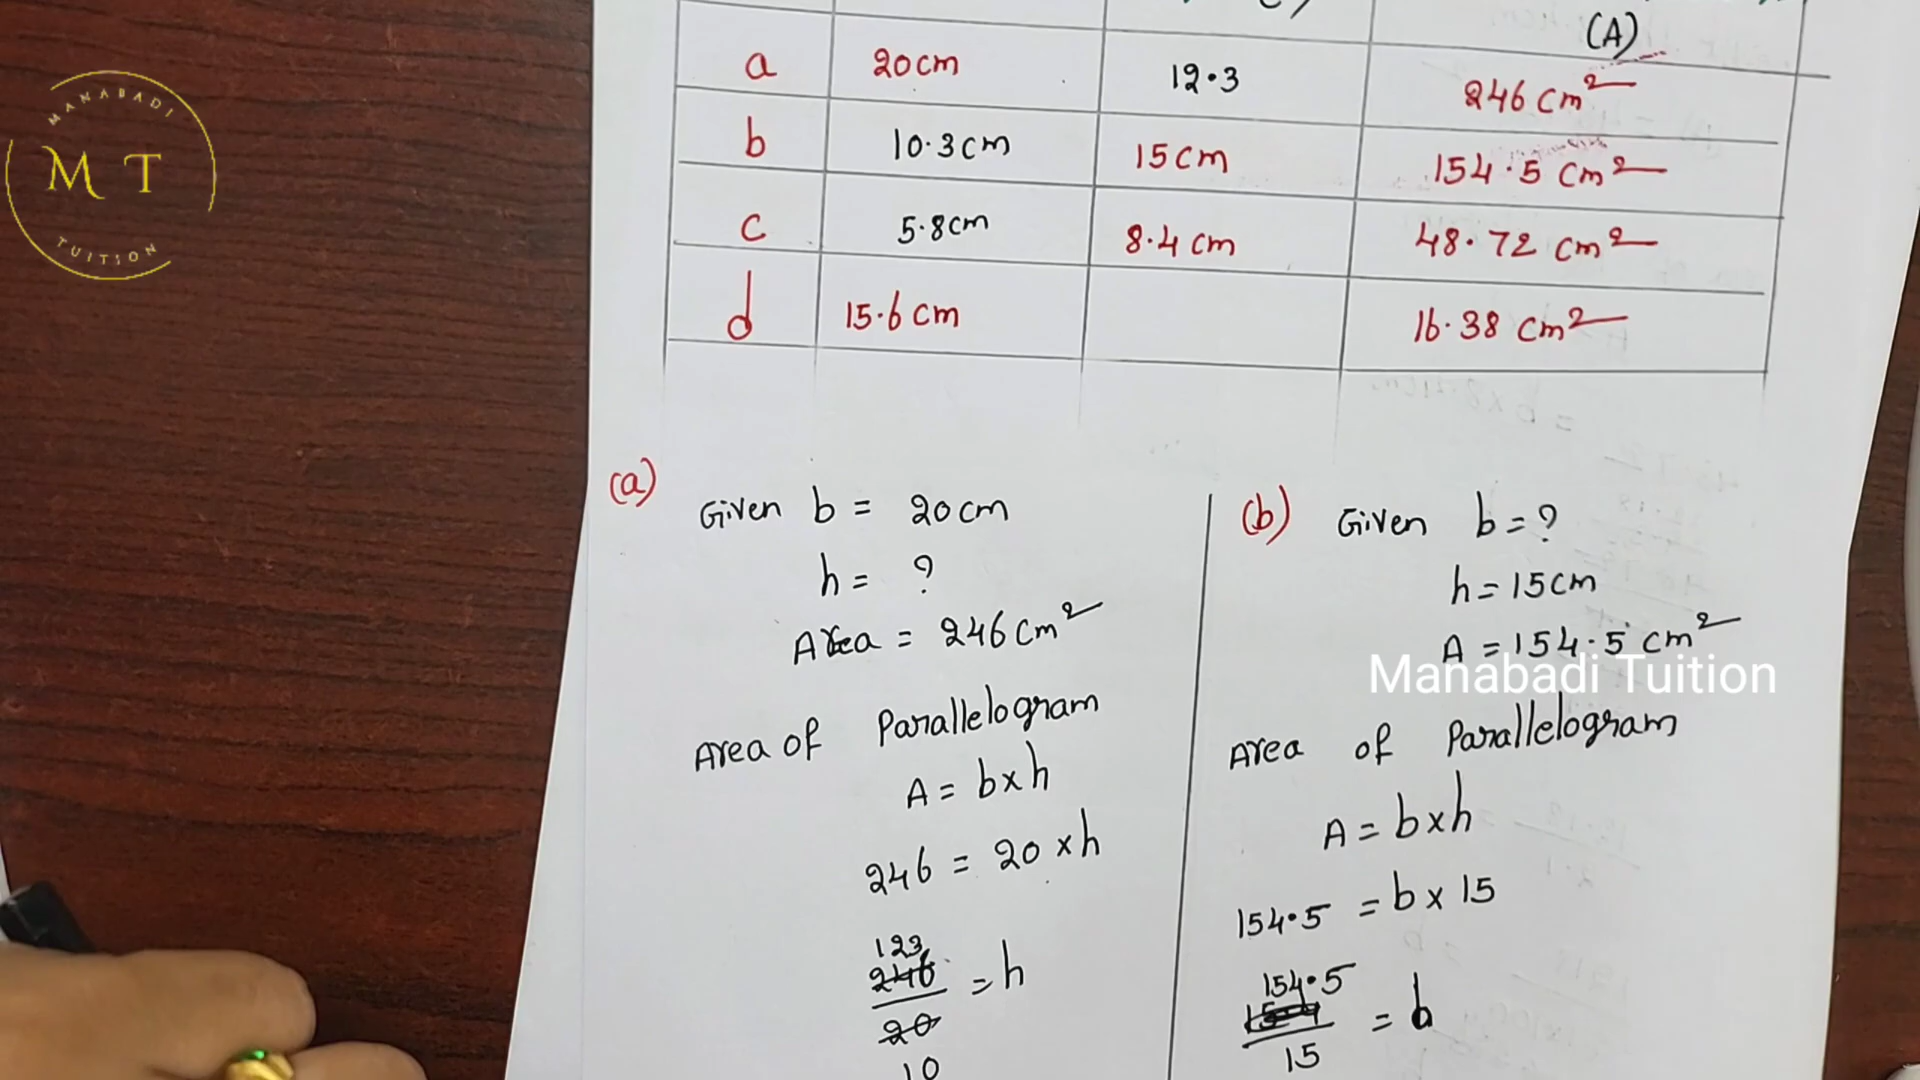 (A)
a 20cm 12.3 246 cm²
b 10.3cm 15cm 154.5 cm²
c 5.8cm 8.4 cm 48.72 cm²
d 15.6 cm 16.38 cm²
MANABADI
M T
TUITION
(a) Given b = 20cm
h = ?
Area = 246cm²
Area of Parallelogram
A = b×h
246 = 20 ×h
123
246 = h
20
10
(b) Given b = ?
h = 15cm
A = 154.5 cm²
Manabadi Tuition
Area of Parallelogram
A = b×h
154.5 = b × 15
154.5
= b
15